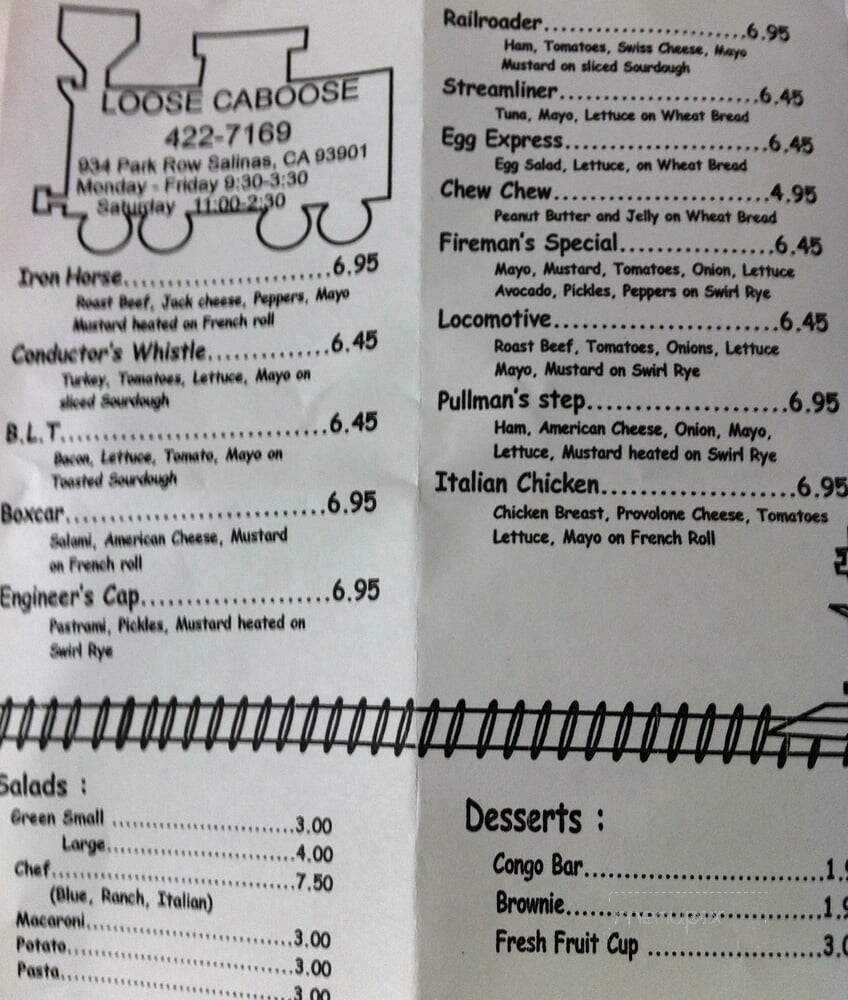 LOOSE CABOOSE
422-7169
934 Park Row Salinas, CA 93901
Monday - Friday 9:30-3:30
Saturday 11:00-2:30
Iron Horse..............................6.95
Roast Beef, Jack cheese, Peppers, Mayo
Mustard heated on French roll
Conductor's Whistle..............6.45
Turkey, Tomatoes, Lettuce, Mayo on
sliced Sourdough
B.L.T....................................6.45
Bacon, Lettuce, Tomato, Mayo on
Toasted Sourdough
Boxcar...................................6.95
Salami, American Cheese, Mustard
on French roll
Engineer's Cap.........................6.95
Pastrami, Pickles, Mustard heated on
Swirl Rye
Railroader..........................6.95
Ham, Tomatoes, Swiss Cheese, Mayo
Mustard on sliced Sourdough
Streamliner.........................6.45
Tuna, Mayo, Lettuce on Wheat Bread
Egg Express.........................6.45
Egg Salad, Lettuce, on Wheat Bread
Chew Chew...........................4.95
Peanut Butter and Jelly on Wheat Bread
Fireman's Special...................6.45
Mayo, Mustard, Tomatoes, Onion, Lettuce
Avocado, Pickles, Peppers on Swirl Rye
Locomotive..........................6.45
Roast Beef, Tomatoes, Onions, Lettuce
Mayo, Mustard on Swirl Rye
Pullman's step......................6.95
Ham, American Cheese, Onion, Mayo,
Lettuce, Mustard heated on Swirl Rye
Italian Chicken.....................6.95
Chicken Breast, Provolone Cheese, Tomatoes
Lettuce, Mayo on French Roll
Salads :
Green Small ............................3.00
Large.............................4.00
Chef.....................................7.50
(Blue, Ranch, Italian)
Macaroni................................3.00
Potato...................................3.00
Pasta....................................3.00
Desserts :
Congo Bar..............................1.9
Brownie................................1.9
Fresh Fruit Cup ......................3.0
menupix